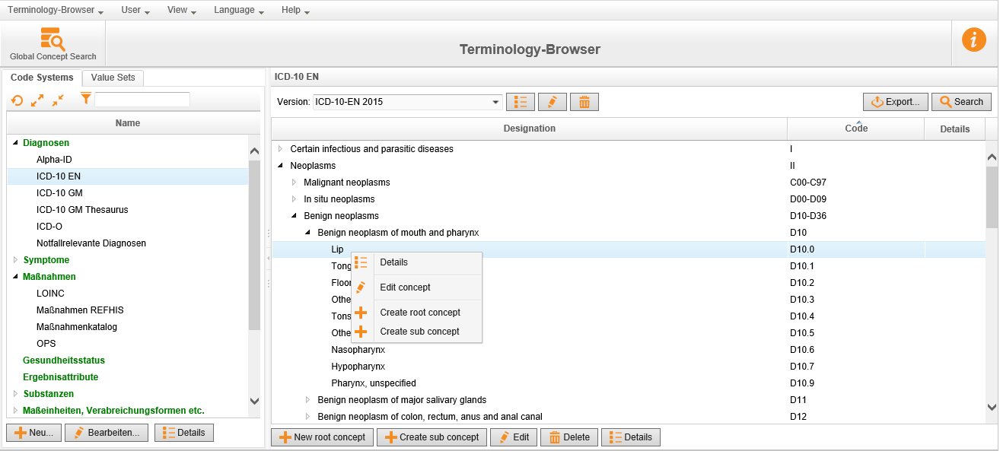 Terminology-Browser User View Language Help
Global Concept Search
Terminology-Browser
i
Code Systems Value Sets
Name
Diagnosen
Alpha-ID
ICD-10 EN
ICD-10 GM
ICD-10 GM Thesaurus
ICD-O
Notfallrelevante Diagnosen
Symptome
Maßnahmen
LOINC
Maßnahmen REFHIS
Maßnahmenkatalog
OPS
Gesundheitsstatus
Ergebnisattribute
Substanzen
Maßeinheiten, Verabreichungsformen etc.
Neu... Bearbeiten... Details
ICD-10 EN
Version: ICD-10-EN 2015 Export... Search
Designation Code Details
Certain infectious and parasitic diseases I
Neoplasms II
Malignant neoplasms C00-C97
In situ neoplasms D00-D09
Benign neoplasms D10-D36
Benign neoplasm of mouth and pharynx D10
Lip D10.0
Tong D10.1
Floor D10.2
Othe D10.3
Tons D10.4
Othe D10.5
Nasopharynx D10.6
Hypopharynx D10.7
Pharynx, unspecified D10.9
Benign neoplasm of major salivary glands D11
Benign neoplasm of colon, rectum, anus and anal canal D12
Details
Edit concept
Create root concept
Create sub concept
New root concept Create sub concept Edit Delete Details